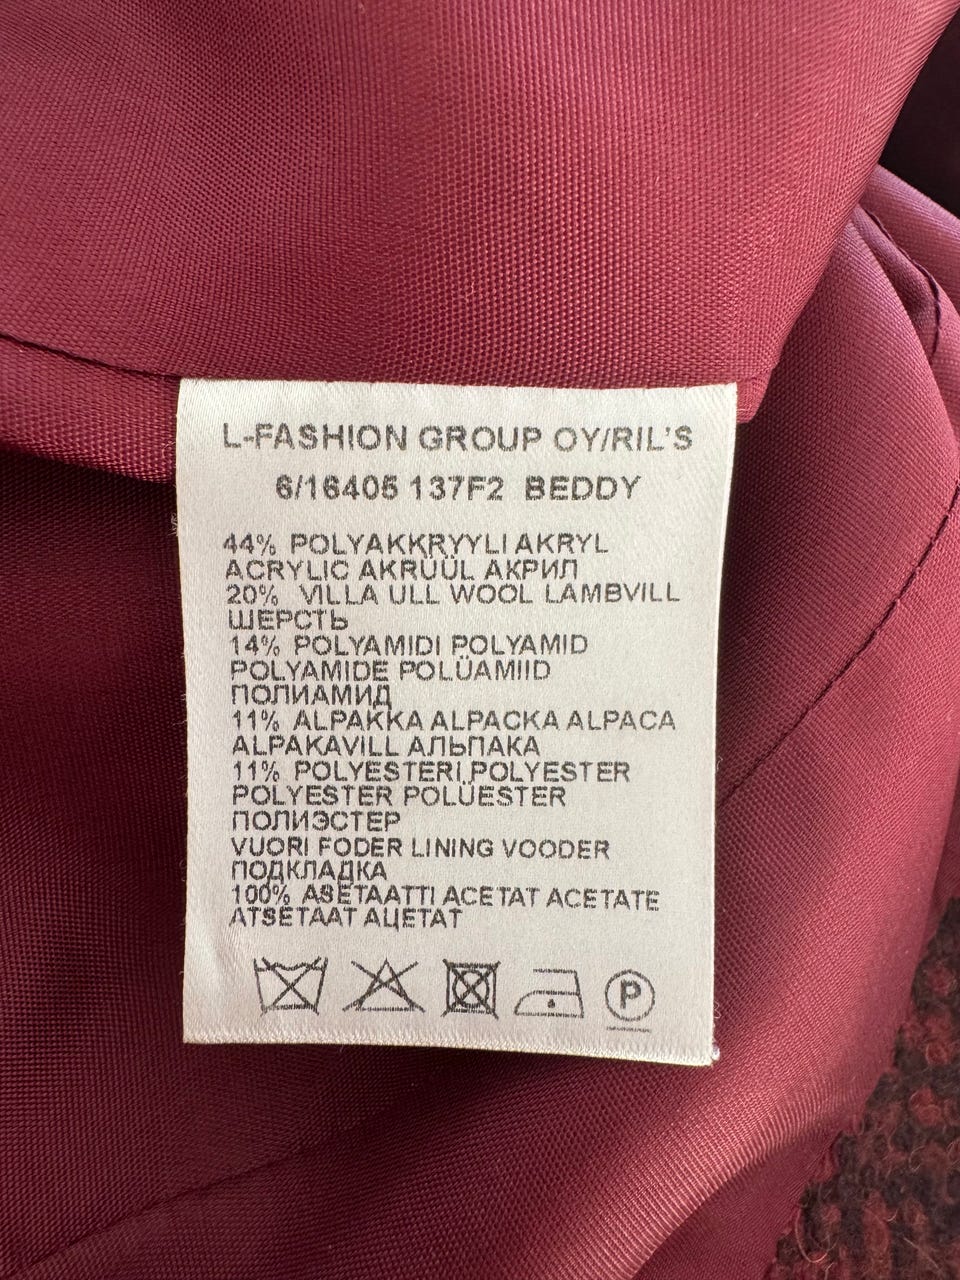 L-FASHION GROUP OY/RIL'S
6/16405 137F2 BEDDY
44% POLYAKKRYYLI AKRYL
ACRYLIC AKRÜÜL АКРИЛ
20% VILLA ULL WOOL LAMBVILL
ШЕРСТЬ
14% POLYAMIDI POLYAMID
POLYAMIDE POLÜAMIID
ПОЛИАМИД
11% ALPAKKA ALPACKA ALPACA
ALPAKAVILL АЛЬПАКА
11% POLYESTERI POLYESTER
POLYESTER POLÜESTER
ПОЛИЭСТЕР
VUORI FODER LINING VOODER
ПОДКЛАДКА
100% ASETAATTI ACETAT ACETATE
ATSETAAT АЦЕТАТ
P